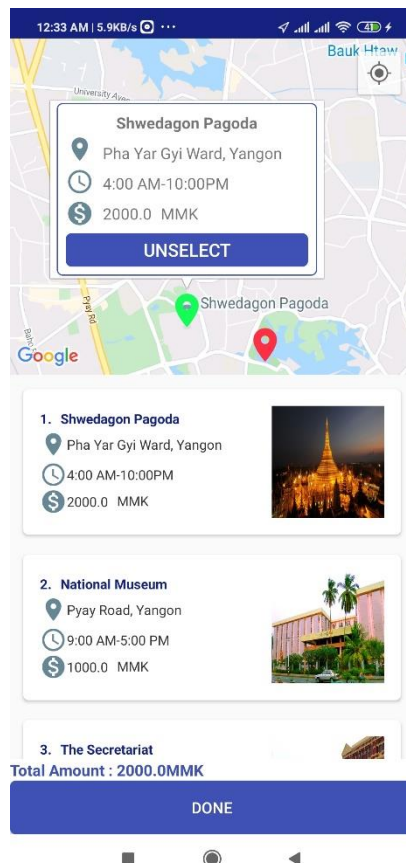 12:33 AM | 5.9KB/s ···
41
Bauk Htaw
University Ave
Shwedagon Pagoda
Pha Yar Gyi Ward, Yangon
4:00 AM-10:00PM
2000.0 MMK
UNSELECT
Pyay Rd
Shwedagon Pagoda
Google
1. Shwedagon Pagoda
Pha Yar Gyi Ward, Yangon
4:00 AM-10:00PM
2000.0 MMK
2. National Museum
Pyay Road, Yangon
9:00 AM-5:00 PM
1000.0 MMK
3. The Secretariat
Total Amount : 2000.0MMK
DONE